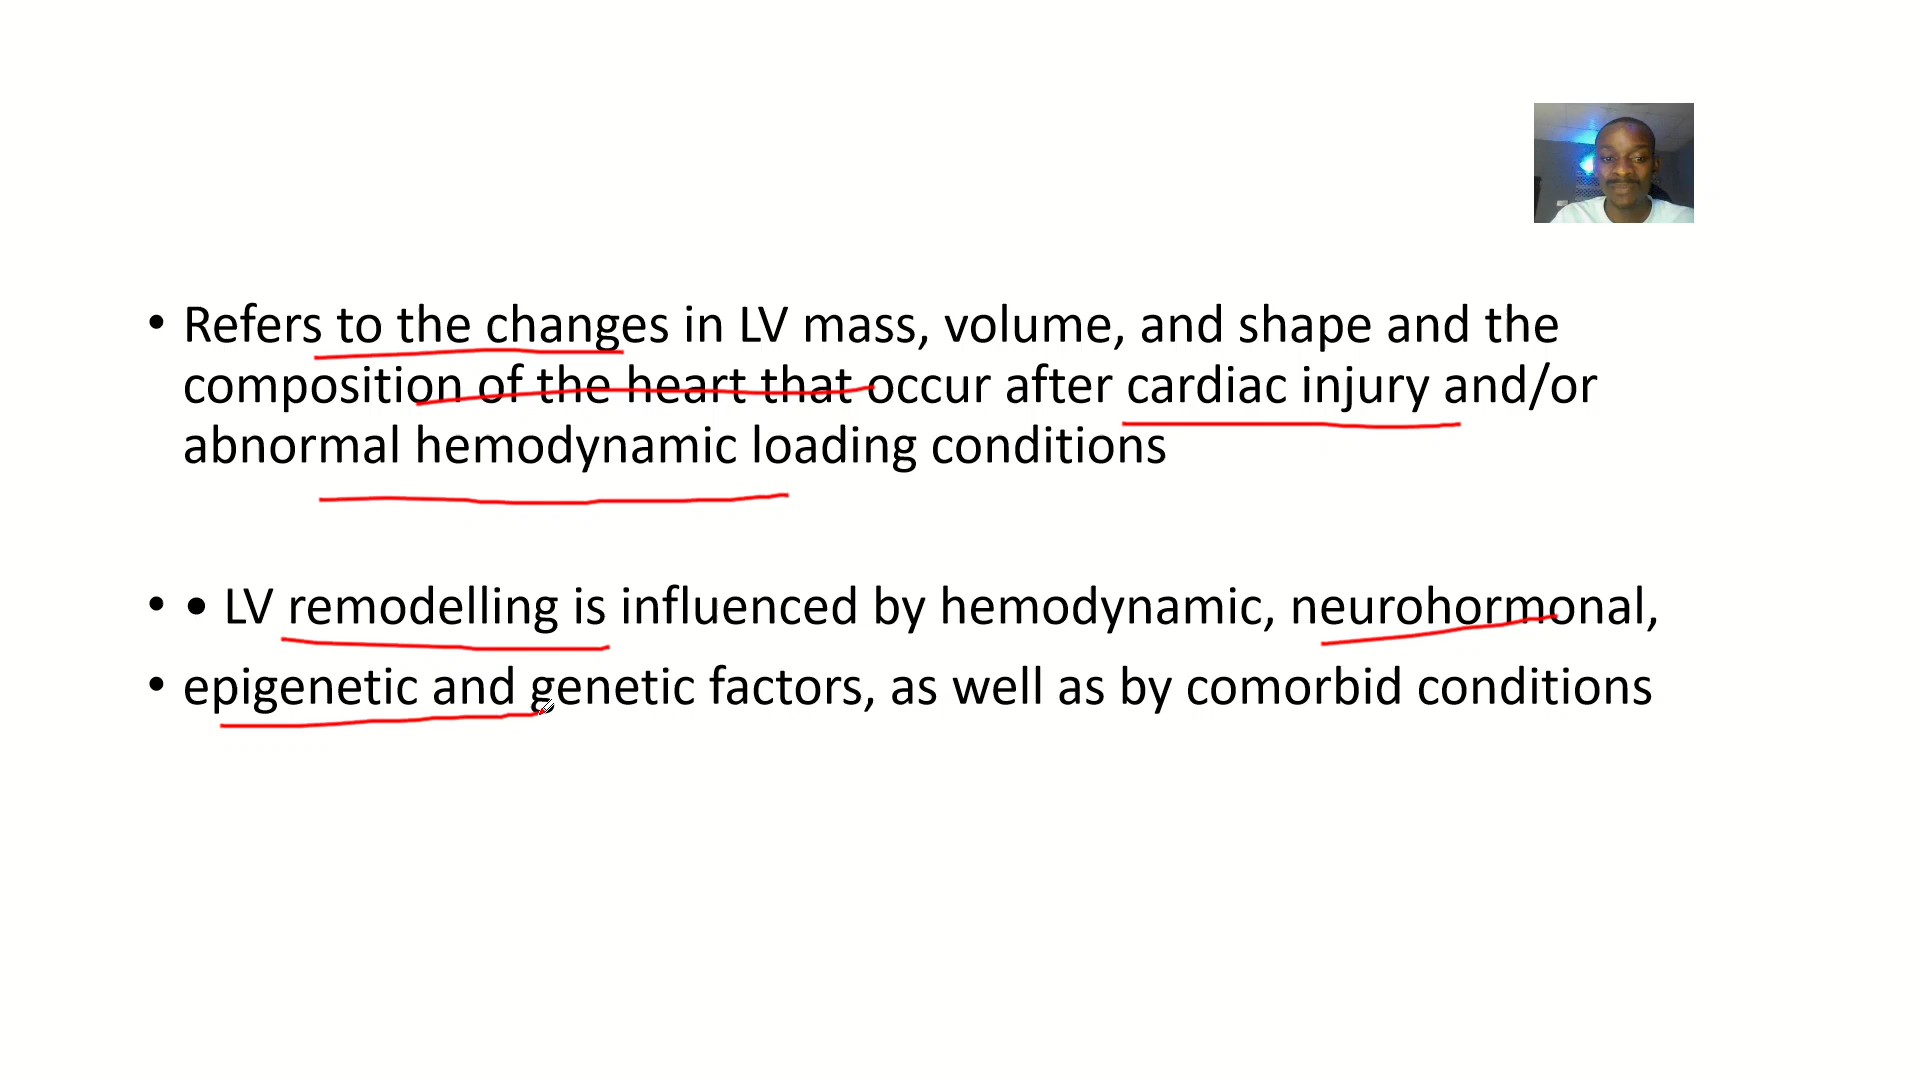 • Refers to the changes in LV mass, volume, and shape and the
composition of the heart that occur after cardiac injury and/or
abnormal hemodynamic loading conditions
• • LV remodelling is influenced by hemodynamic, neurohormonal,
• epigenetic and genetic factors, as well as by comorbid conditions